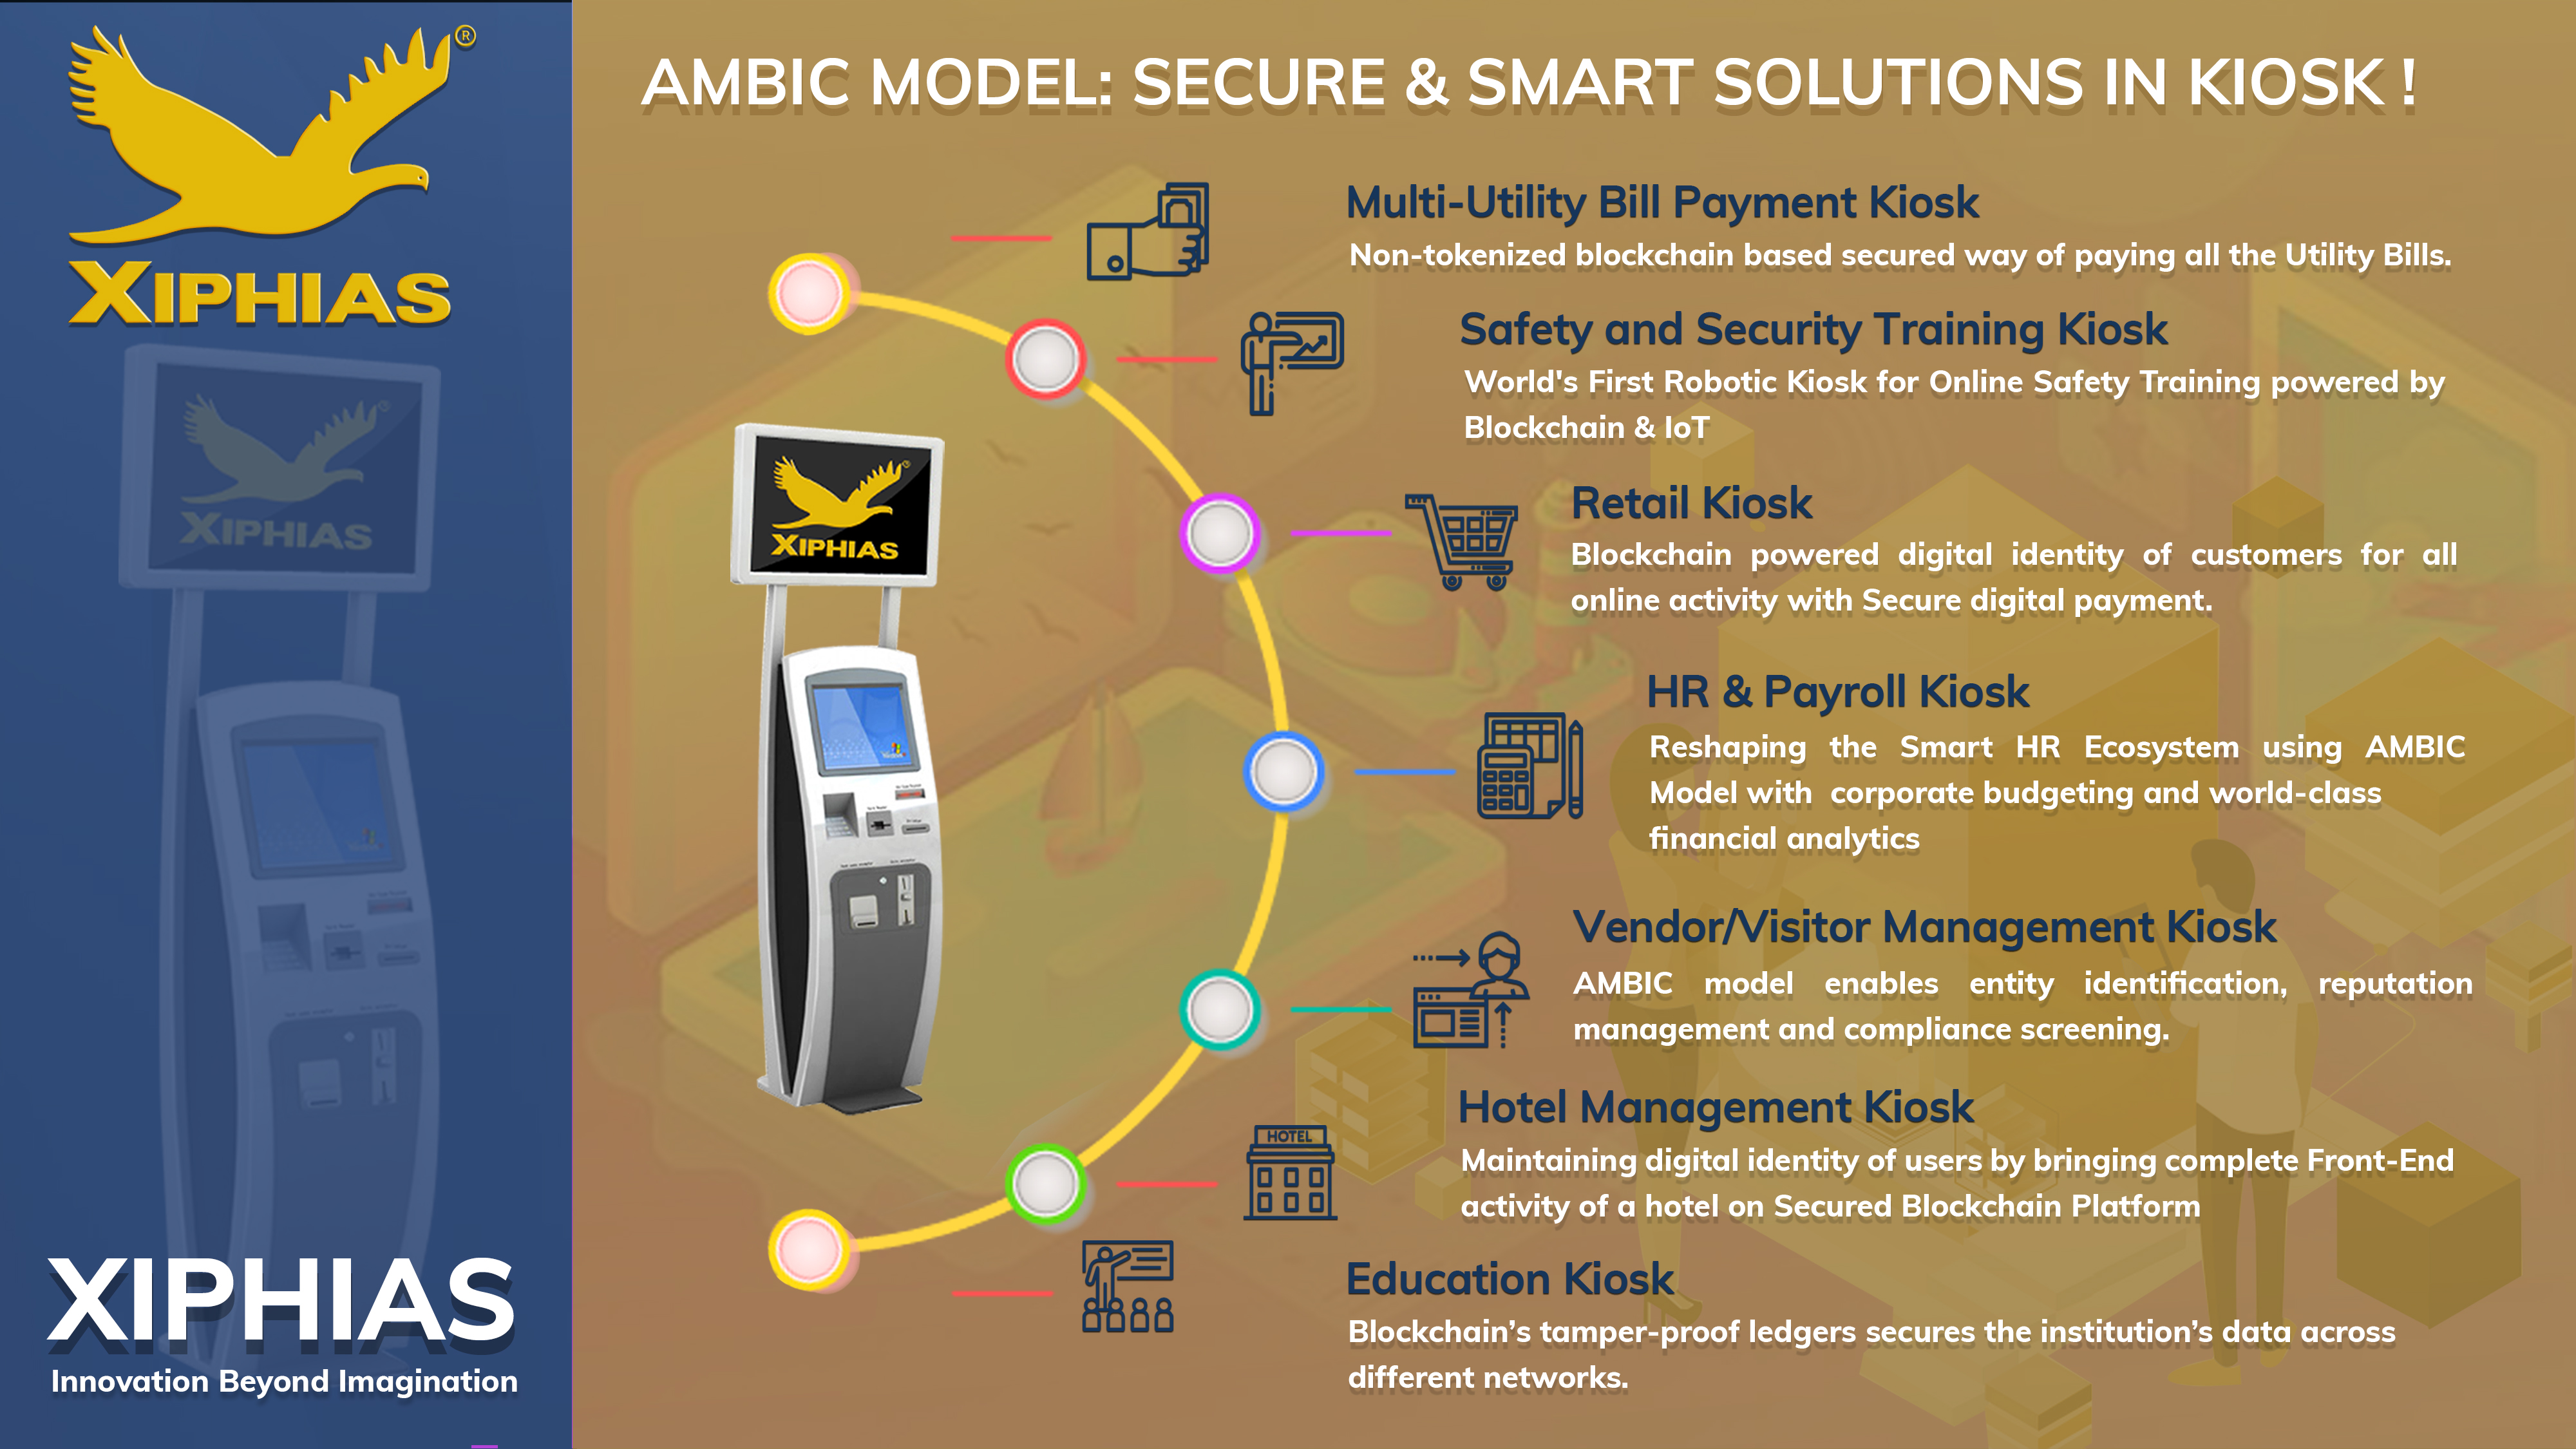 ®
XIPHIAS
XIPHIAS
XIPHIAS
Innovation Beyond Imagination
AMBIC MODEL: SECURE & SMART SOLUTIONS IN KIOSK !
XIPHIAS
Multi-Utility Bill Payment Kiosk
Non-tokenized blockchain based secured way of paying all the Utility Bills.
Safety and Security Training Kiosk
World's First Robotic Kiosk for Online Safety Training powered by
Blockchain & IoT
Retail Kiosk
Blockchain powered digital identity of customers for all
online activity with Secure digital payment.
HR & Payroll Kiosk
Reshaping the Smart HR Ecosystem using AMBIC
Model with corporate budgeting and world-class
financial analytics
Vendor/Visitor Management Kiosk
AMBIC model enables entity identification, reputation
management and compliance screening.
HOTEL
Hotel Management Kiosk
Maintaining digital identity of users by bringing complete Front-End
activity of a hotel on Secured Blockchain Platform
Education Kiosk
Blockchain’s tamper-proof ledgers secures the institution’s data across
different networks.